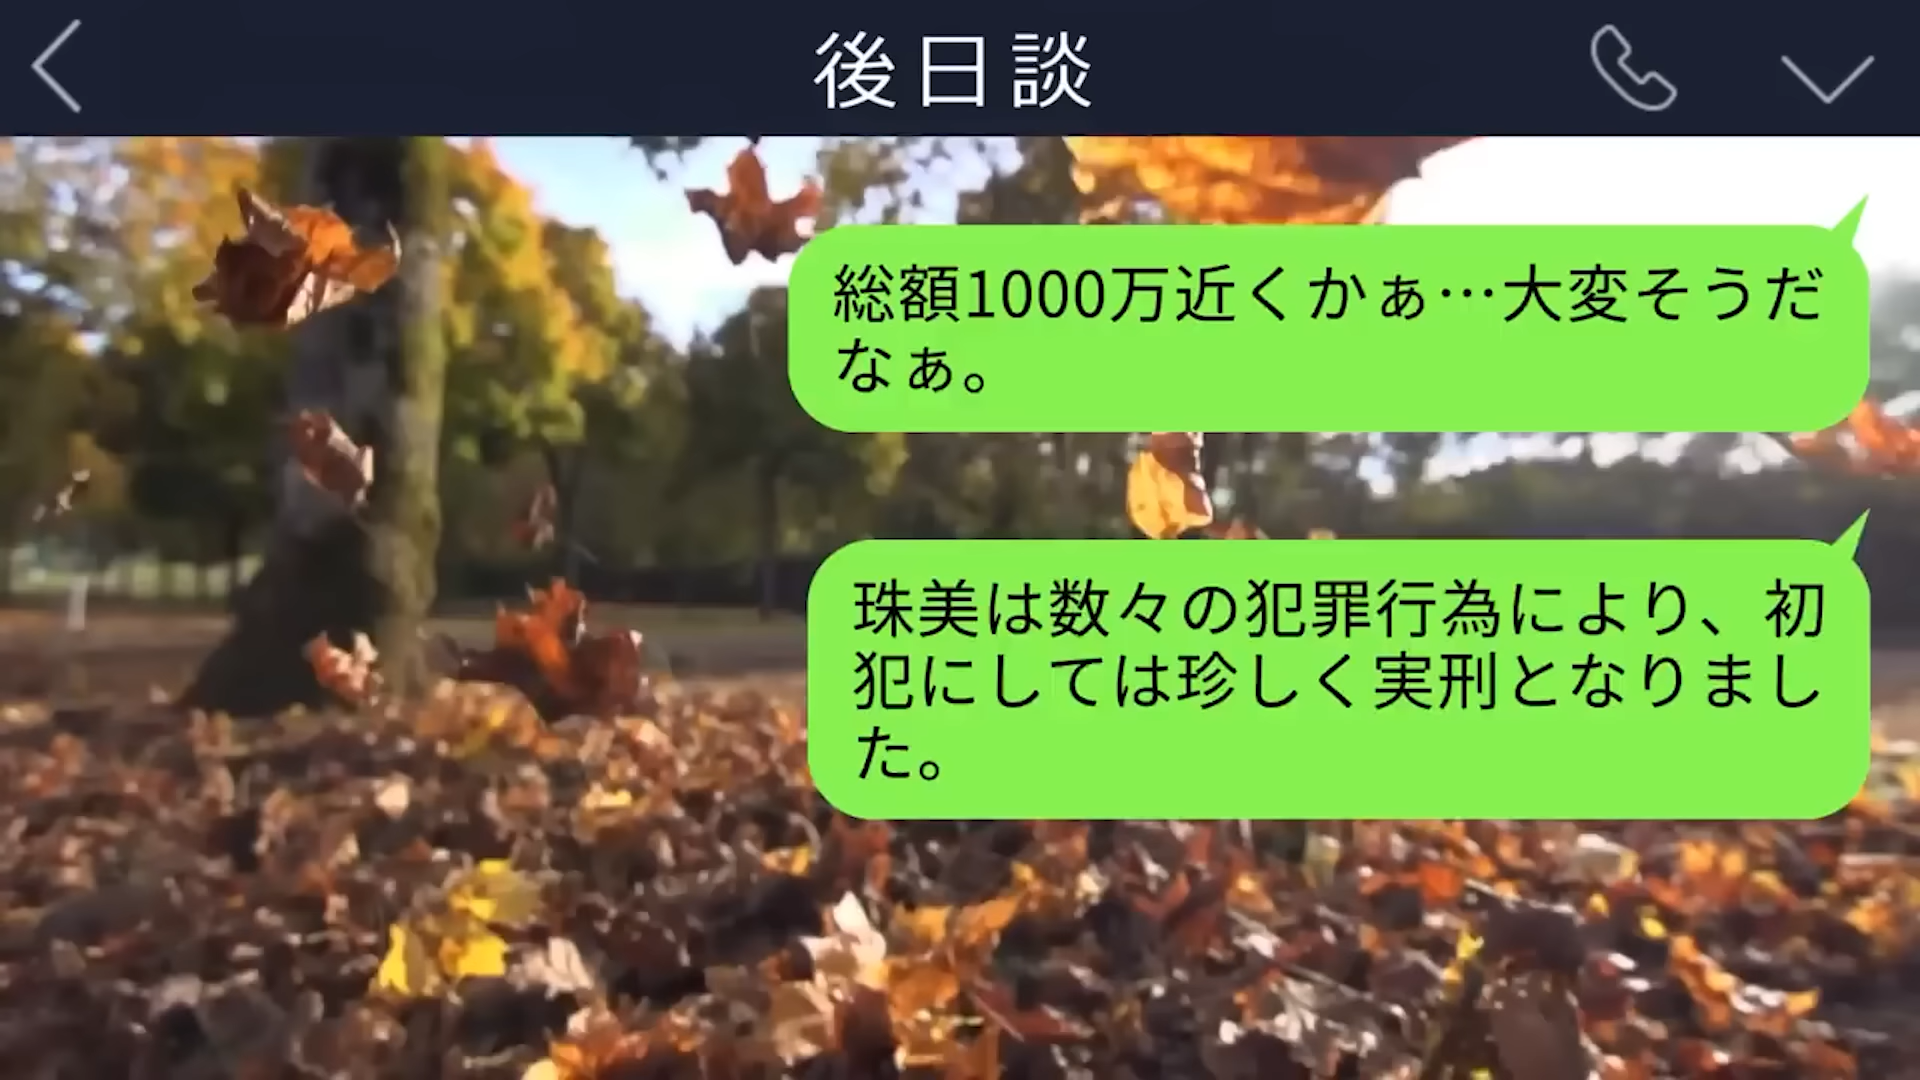 後日談
総額1000万近くかぁ…大変そうだ
なぁ。
珠美は数々の犯罪行為により、初
犯にしては珍しく実刑となりまし
た。